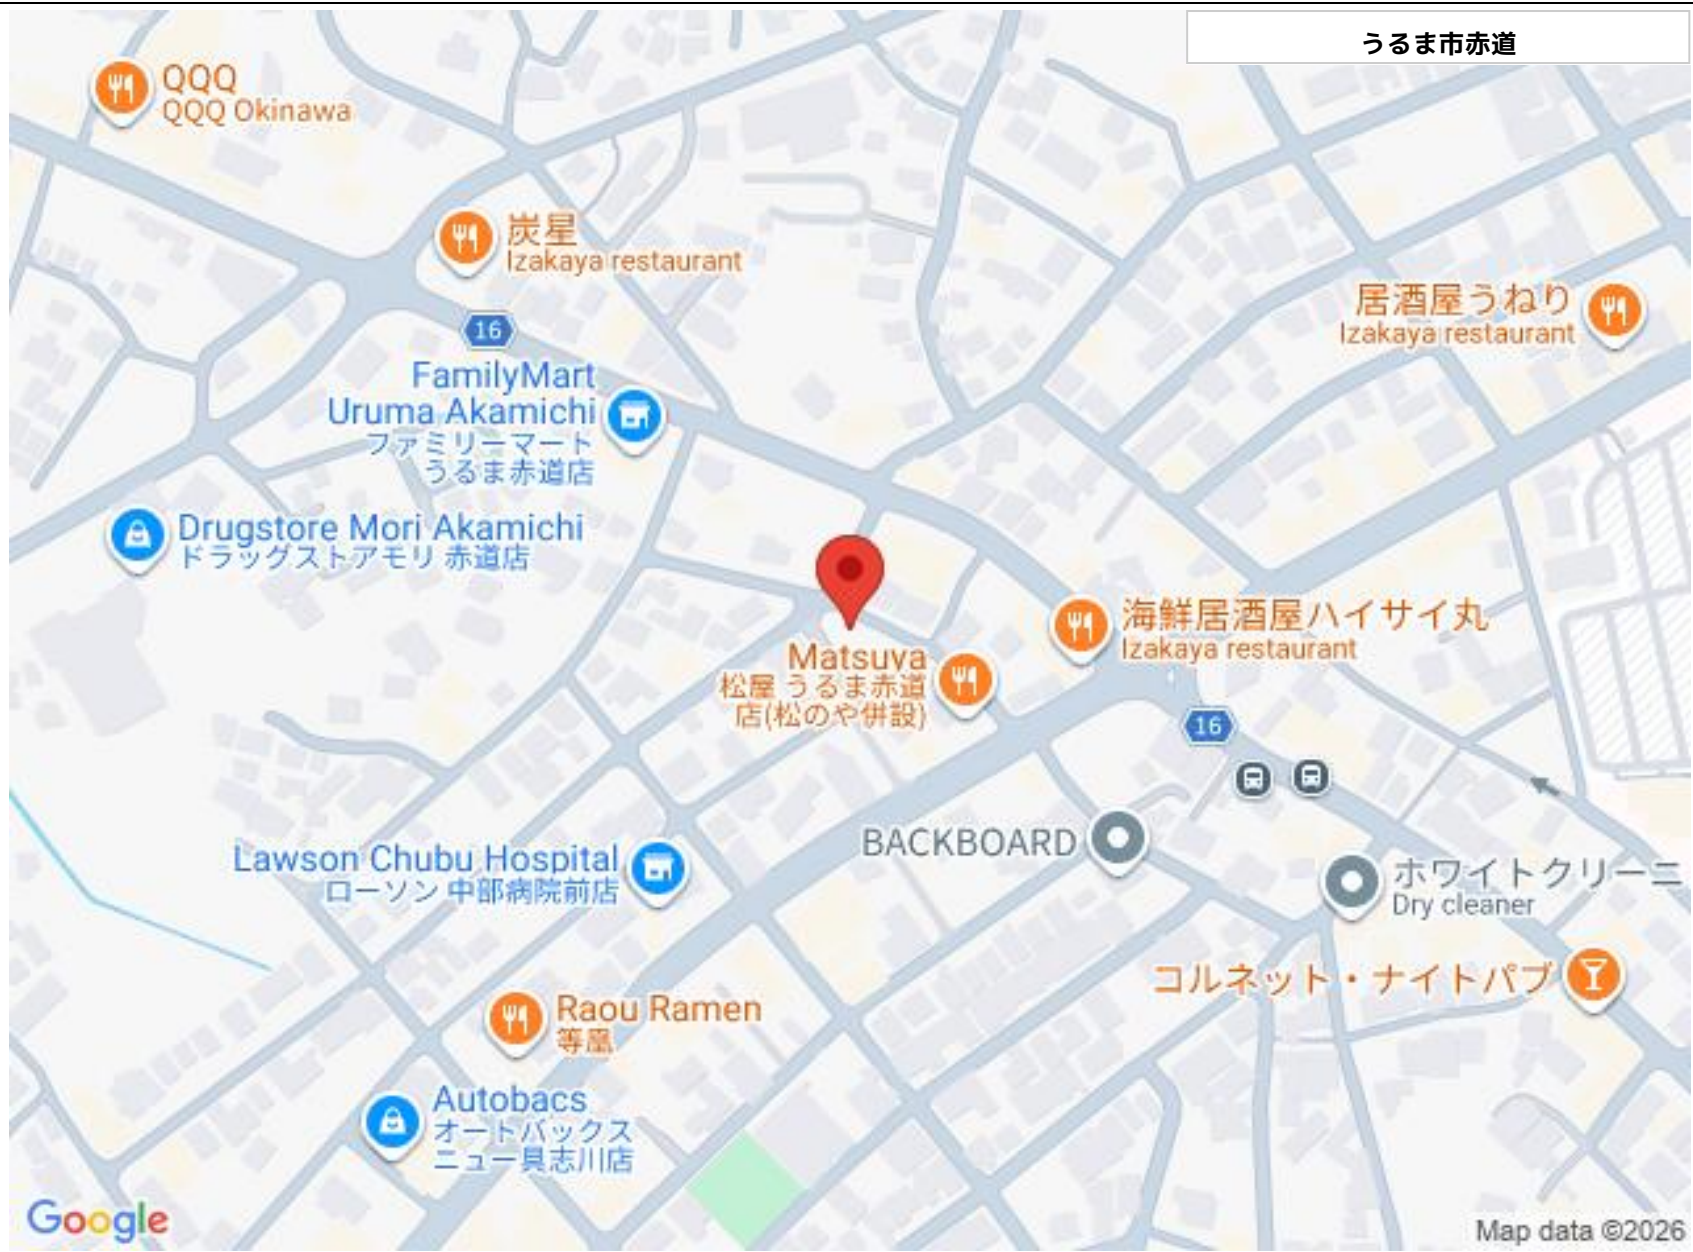 うるま市赤道
QQQ
QQQ Okinawa
炭星
Izakaya restaurant
居酒屋うねり
Izakaya restaurant
16
FamilyMart
Uruma Akamichi
ファミリーマート
うるま赤道店
Drugstore Mori Akamichi
ドラッグストアモリ 赤道店
海鮮居酒屋ハイサイ丸
Izakaya restaurant
Matsuya
松屋 うるま赤道
店(松のや併設)
16
BACKBOARD
Lawson Chubu Hospital
ローソン 中部病院前店
ホワイトクリーニ
Dry cleaner
コルネット・ナイトパブ
Raou Ramen
等凰
Autobacs
オートバックス
ニュー具志川店
Google
Map data ©2026